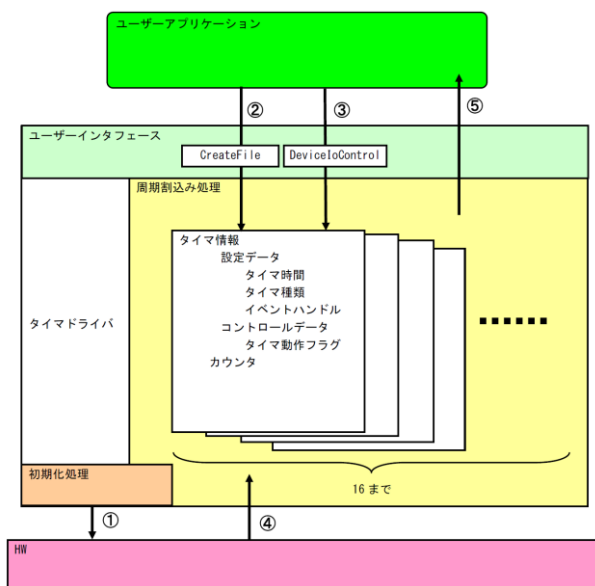 ユーザーアプリケーション
②
③
⑤
ユーザーインタフェース
CreateFile
DeviceIoControl
周期割込み処理
タイマ情報
設定データ
タイマ時間
タイマ種類
イベントハンドル
コントロールデータ
タイマ動作フラグ
カウンタ
タイマドライバ
初期化処理
16 まで
①
④
HW